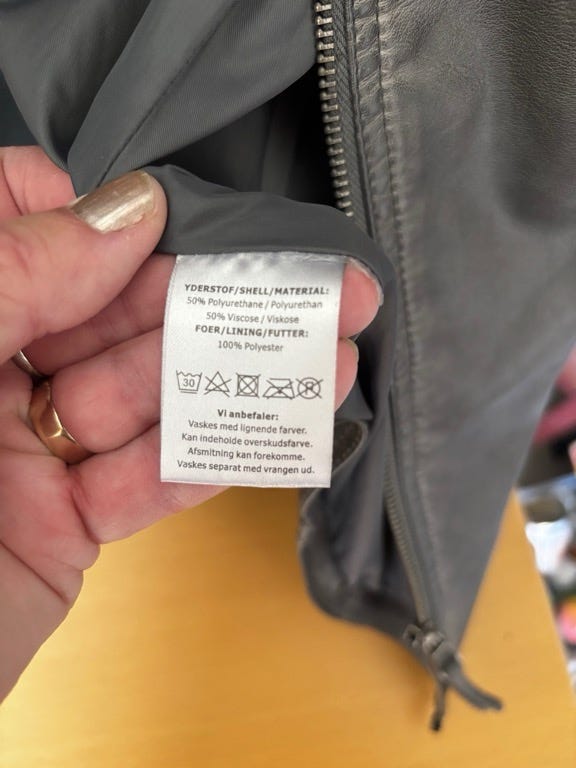 YDERSTOF/SHELL/MATERIAL:
50% Polyurethane / Polyurethan
50% Viscose / Viskose
FOER/LINING/FUTTER:
100% Polyester
30
Vi anbefaler:
Vaskes med lignende farver.
Kan indeholde overskudsfarve.
Afsmitning kan forekomme.
Vaskes separat med vrangen ud.